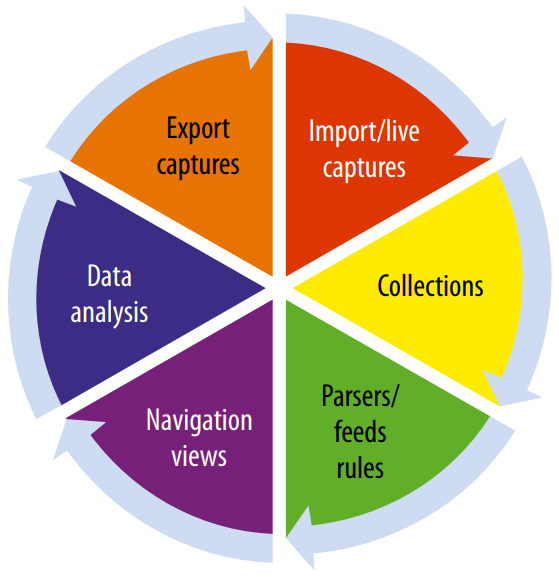 Import/live
captures
Collections
Parsers/
feeds
rules
Navigation
views
Data
analysis
Export
captures